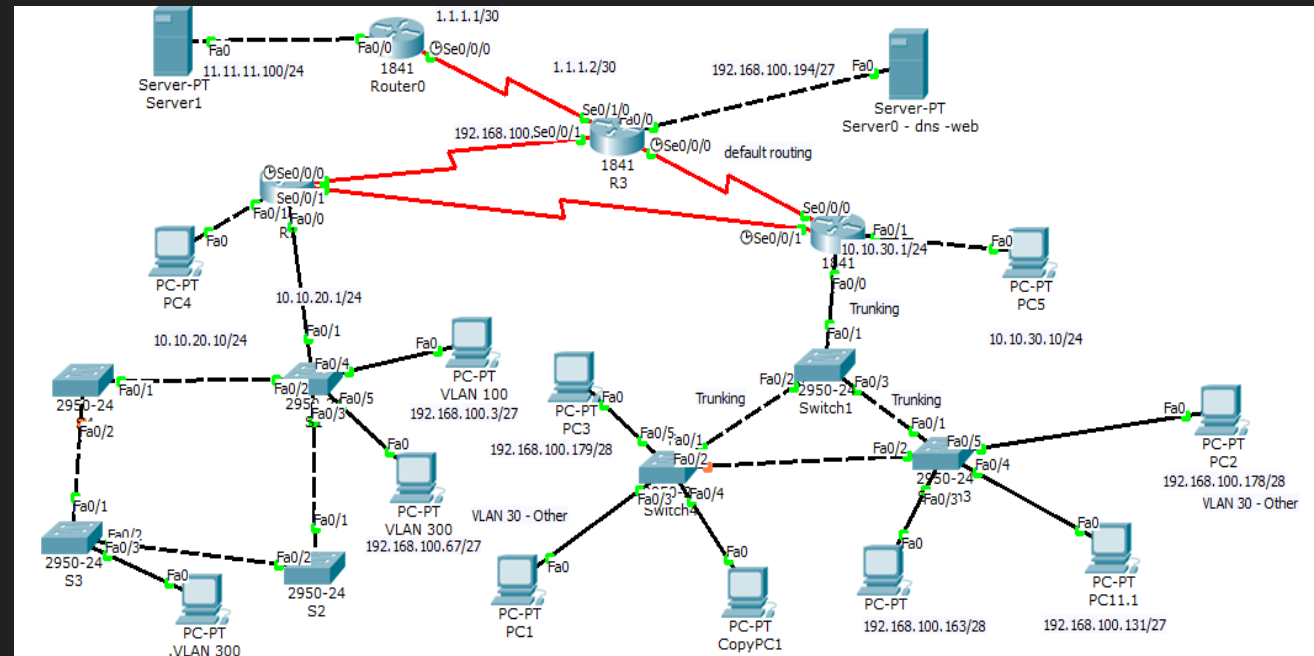 1.1.1.1/30
Fa0
Fa0/0
Se0/0/0
11.11.11.100/24
1841
Router0
Server-PT
Server1
1.1.1.2/30
192.168.100.194/27
Fa0
Server-PT
Server0 - dns -web
Se0/1/0
Fa0/0
192.168.100.
Se0/0/1
Se0/0/0
1841
R3
default routing
Se0/0/0
Se0/0/1
Fa0/1
Fa0/0
Fa0
PC-PT
PC4
Se0/0/0
Se0/0/1
Fa0/1
10.10.30.1/24
1841
Fa0/0
Fa0
PC-PT
PC5
10.10.20.1/24
Trunking
Fa0/1
Fa0/1
10.10.20.10/24
10.10.30.10/24
Fa0/1
2950-24
Fa0/2
Fa0/4
Fa0/2
Fa0/5
Fa0/3
Fa0
PC-PT
VLAN 100
192.168.100.3/27
Fa0
PC-PT
PC3
192.168.100.179/28
Fa0/2
Fa0/3
2950-24
Switch1
Trunking
Trunking
Fa0/1
Fa0/2
Fa0/5
Fa0/4
2950-24
Fa0
PC-PT
PC2
192.168.100.178/28
VLAN 30 - Other
Fa0
PC-PT
VLAN 300
192.168.100.67/27
Fa0/5
Fa0/1
Fa0/2
Fa0/3
Fa0/4
Switch4
VLAN 30 - Other
Fa0/1
Fa0/2
Fa0/3
2950-24
S3
Fa0/1
Fa0/2
2950-24
S2
Fa0
PC-PT
.VLAN 300
Fa0
PC-PT
PC1
Fa0
PC-PT
CopyPC1
Fa0
PC-PT
192.168.100.163/28
Fa0
PC-PT
PC11.1
192.168.100.131/27